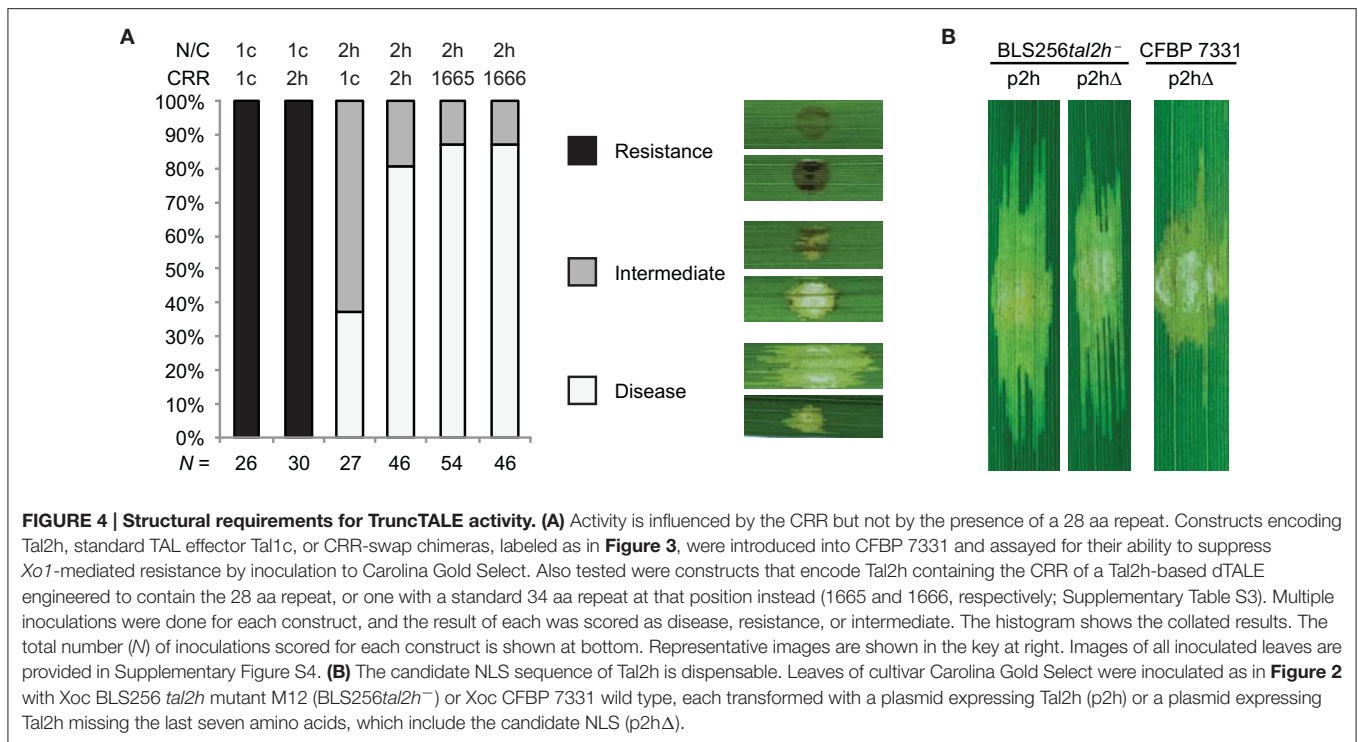 A
N/C 1c 1c 2h 2h 2h 2h
CRR 1c 2h 1c 2h 1665 1666
100%
90%
80%
70%
60%
50%
40%
30%
20%
10%
0%
N = 26 30 27 46 54 46
Resistance
Intermediate
Disease
B
BLS256tal2h⁻ CFBP 7331
p2h p2hΔ p2hΔ
FIGURE 4 | Structural requirements for TruncTALE activity. (A) Activity is influenced by the CRR but not by the presence of a 28 aa repeat. Constructs encoding
Tal2h, standard TAL effector Tal1c, or CRR-swap chimeras, labeled as in Figure 3, were introduced into CFBP 7331 and assayed for their ability to suppress
Xo1-mediated resistance by inoculation to Carolina Gold Select. Also tested were constructs that encode Tal2h containing the CRR of a Tal2h-based dTALE
engineered to contain the 28 aa repeat, or one with a standard 34 aa repeat at that position instead (1665 and 1666, respectively; Supplementary Table S3). Multiple
inoculations were done for each construct, and the result of each was scored as disease, resistance, or intermediate. The histogram shows the collated results. The
total number (N) of inoculations scored for each construct is shown at bottom. Representative images are shown in the key at right. Images of all inoculated leaves are
provided in Supplementary Figure S4. (B) The candidate NLS sequence of Tal2h is dispensable. Leaves of cultivar Carolina Gold Select were inoculated as in Figure 2
with Xoc BLS256 tal2h mutant M12 (BLS256tal2h⁻) or Xoc CFBP 7331 wild type, each transformed with a plasmid expressing Tal2h (p2h) or a plasmid expressing
Tal2h missing the last seven amino acids, which include the candidate NLS (p2hΔ).